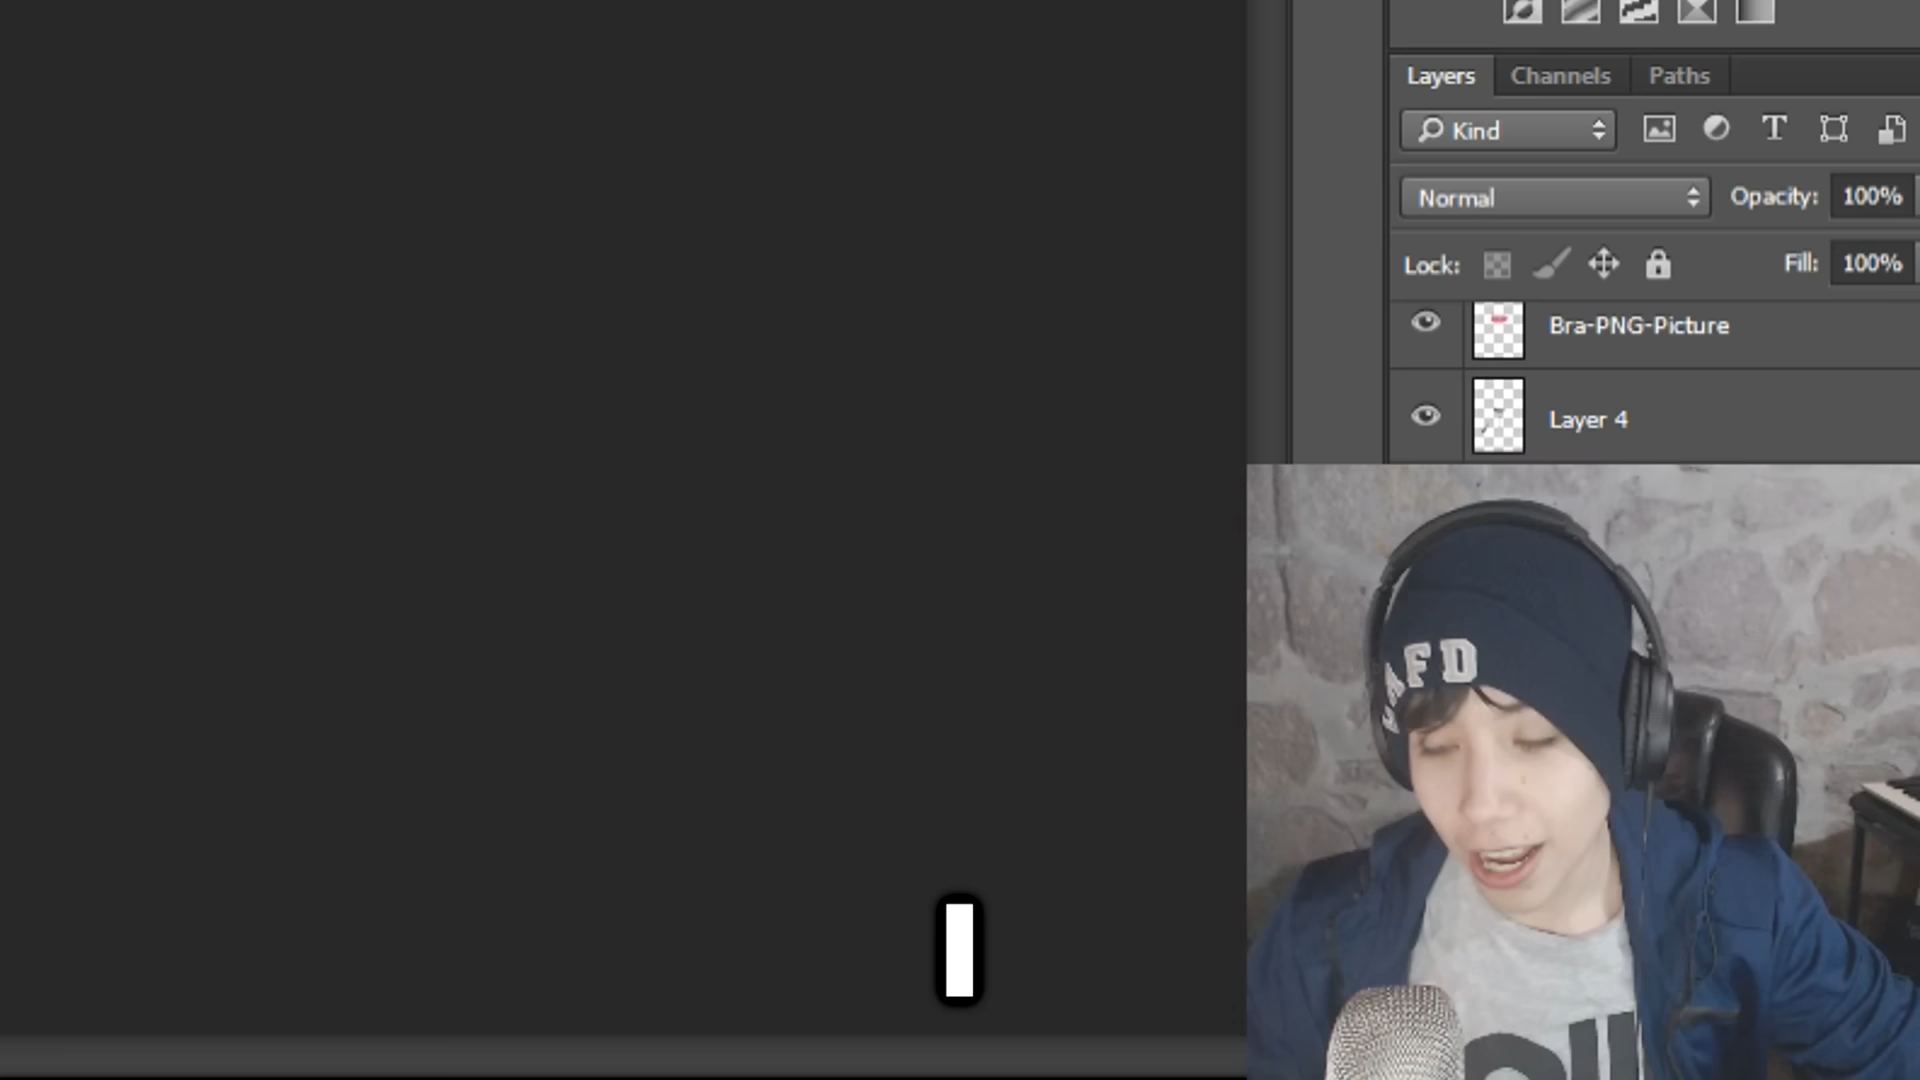 Layers Channels Paths
Kind
Normal Opacity: 100%
Lock: Fill: 100%
Bra-PNG-Picture
Layer 4
I
AFD